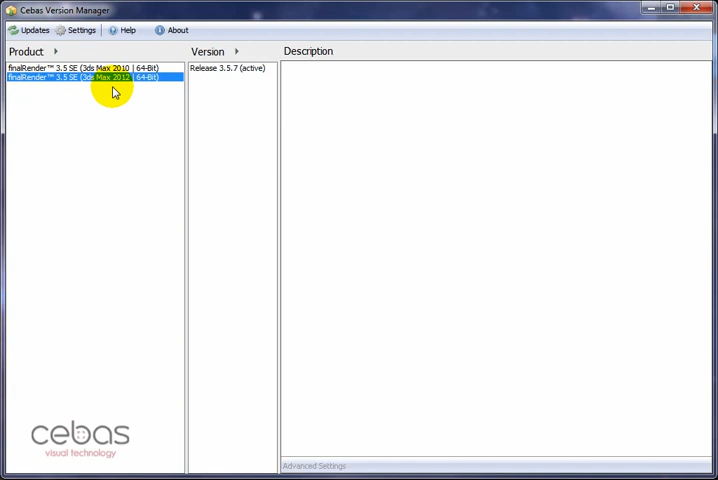 Cebas Version Manager
Updates Settings Help About
Product Version Description
finalRender™ 3.5 SE (3ds Max 2010 | 64-Bit) Release 3.5.7 (active)
finalRender™ 3.5 SE (3ds Max 2012 | 64-Bit)
cebas
visual technology
Advanced Settings